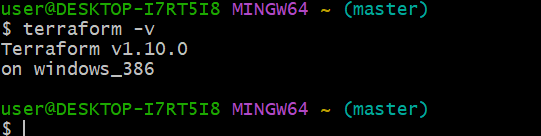 user@DESKTOP-I7RT5I8 MINGW64 ~ (master)
$ terraform -v
Terraform v1.10.0
on windows_386
user@DESKTOP-I7RT5I8 MINGW64 ~ (master)
$